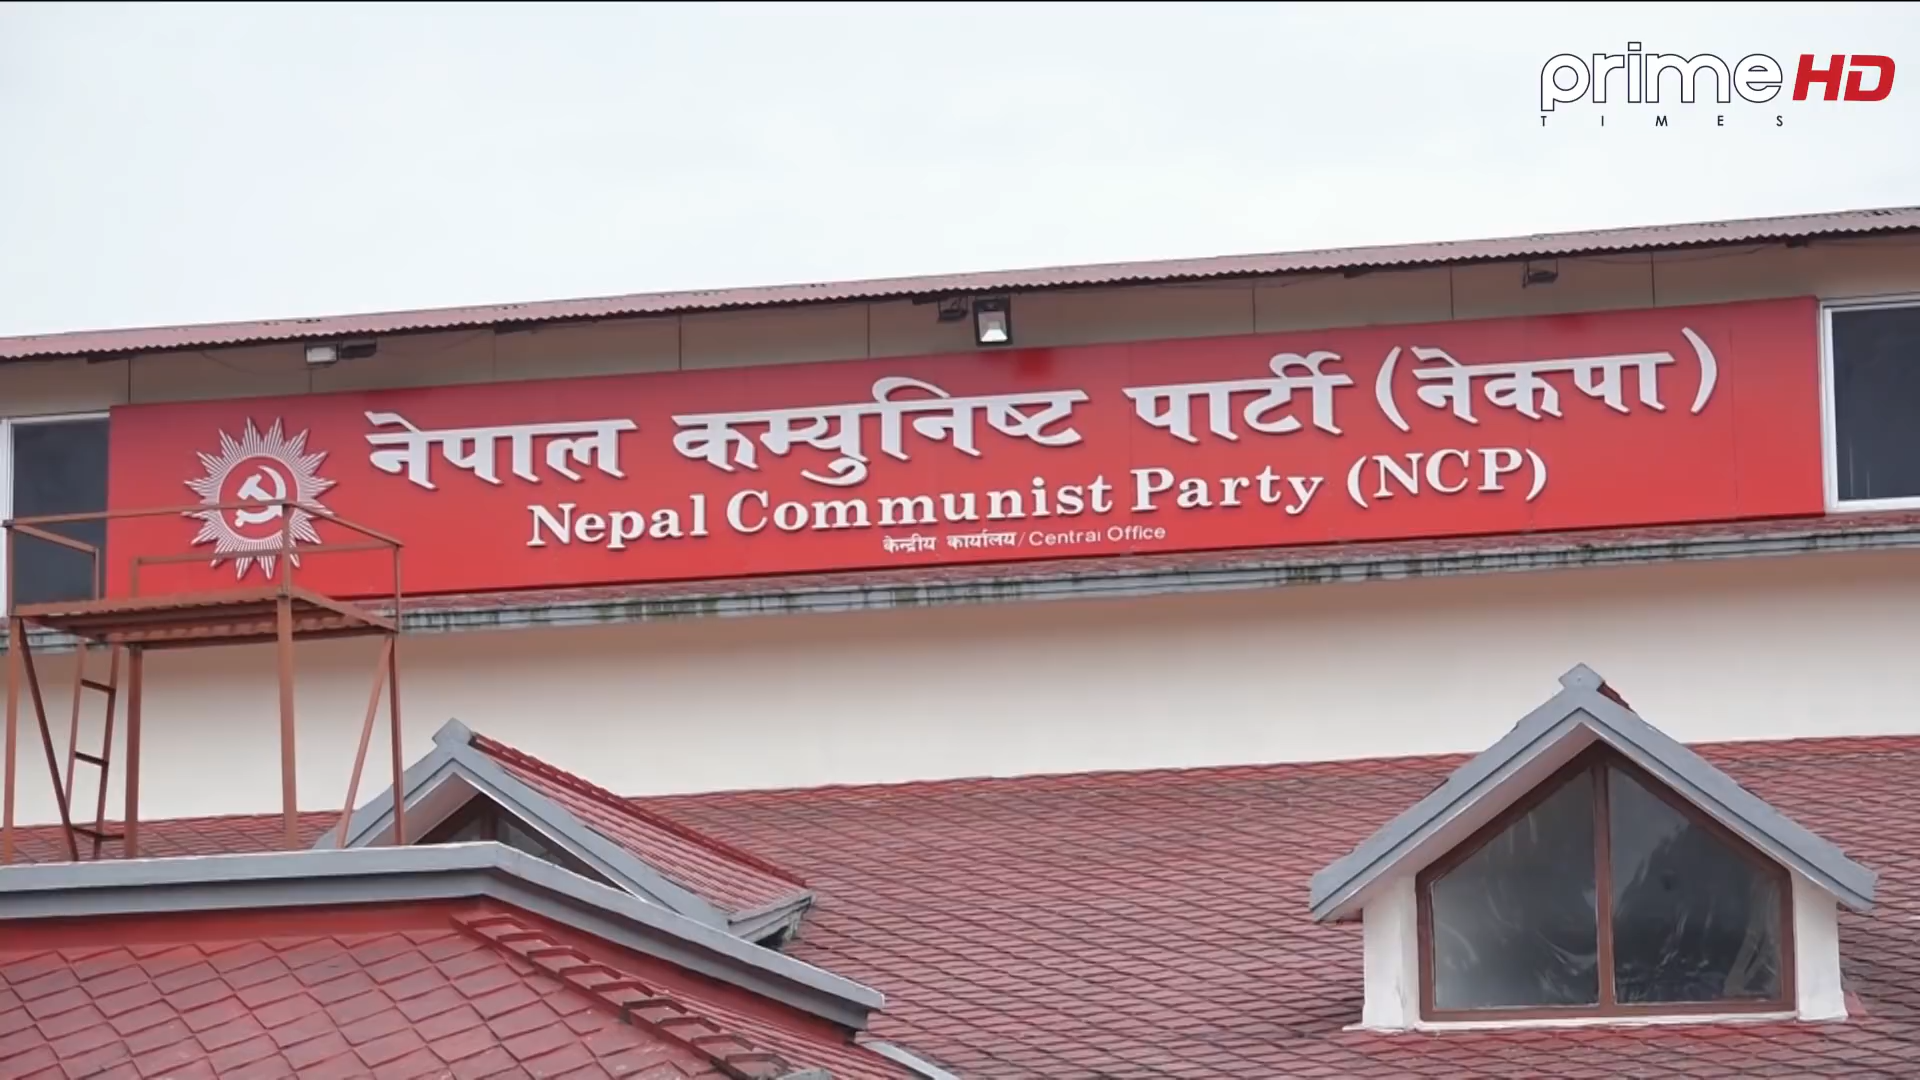 prime HD
TIMES
नेपाल कम्युनिष्ट पार्टी (नेकपा)
Nepal Communist Party (NCP)
केन्द्रीय कार्यालय/Central Office